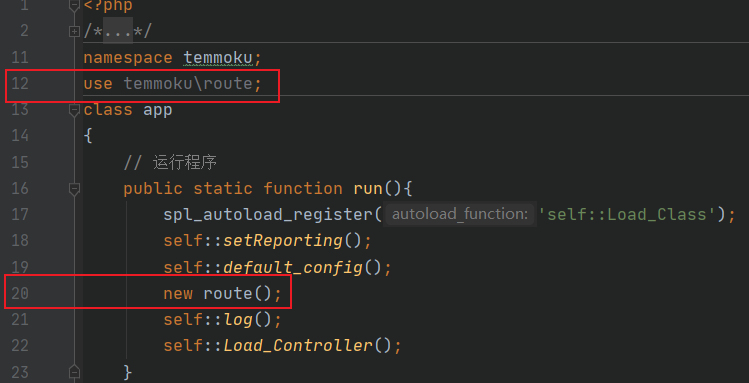 1 <?php
2 /*...*/
11 namespace temmoku;
12 use temmoku\route;
13 class app
14 {
15 // 运行程序
16 public static function run(){
17 spl_autoload_register( autoload_function: 'self::Load_Class');
18 self::setReporting();
19 self::default_config();
20 new route();
21 self::log();
22 self::Load_Controller();
23 }